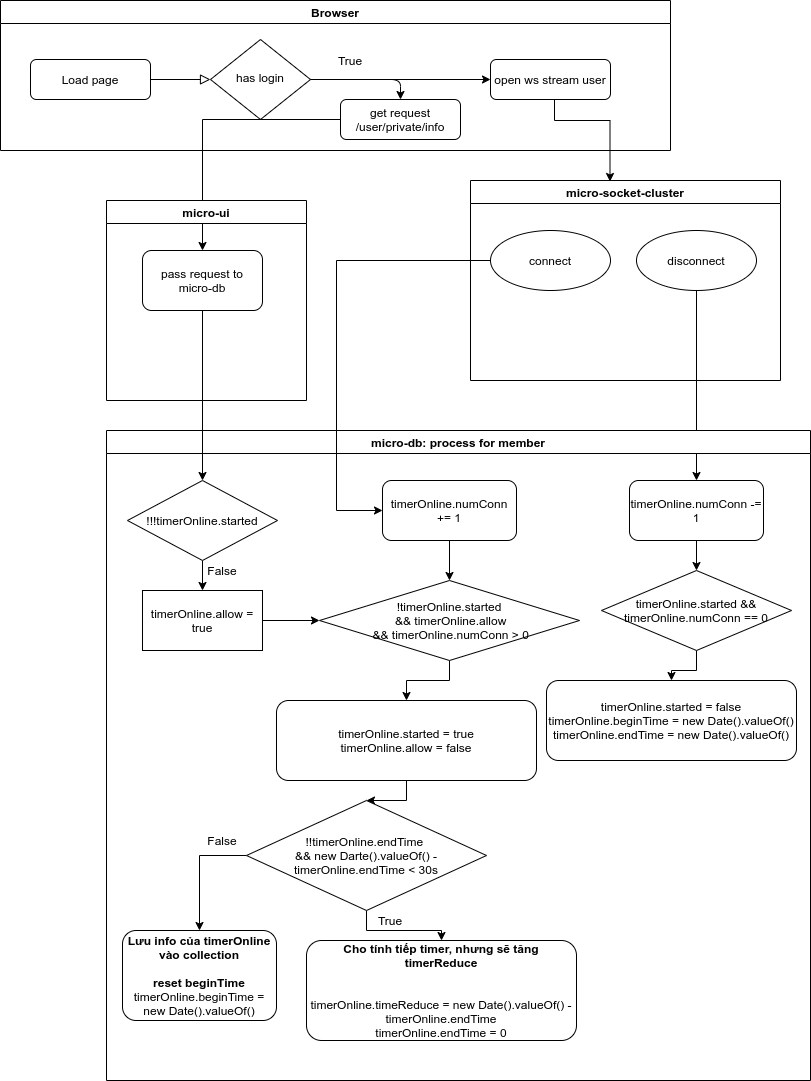 Browser
Load page
has login
True
open ws stream user
get request
/user/private/info
micro-ui
pass request to
micro-db
micro-socket-cluster
connect
disconnect
micro-db: process for member
!!!timerOnline.started
False
timerOnline.allow =
true
timerOnline.numConn
+= 1
!timerOnline.started
&& timerOnline.allow
&& timerOnline.numConn > 0
timerOnline.numConn -=
1
timerOnline.started &&
timerOnline.numConn == 0
timerOnline.started = false
timerOnline.beginTime = new Date().valueOf()
timerOnline.endTime = new Date().valueOf()
timerOnline.started = true
timerOnline.allow = false
!!timerOnline.endTime
&& new Darte().valueOf() -
timerOnline.endTime < 30s
False
True
Lưu info của timerOnline
vào collection
reset beginTime
timerOnline.beginTime =
new Date().valueOf()
Cho tính tiếp timer, nhưng sẽ tăng
timerReduce
timerOnline.timeReduce = new Date().valueOf() -
timerOnline.endTime
timerOnline.endTime = 0